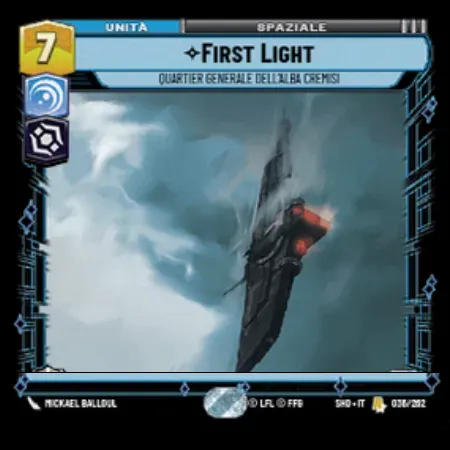 UNITÀ SPAZIALE
7
FIRST LIGHT
QUARTIER GENERALE DELL'ALBA CREMISI
MICKAEL BALLOUL © LFL © FFG SHD • IT 036/262